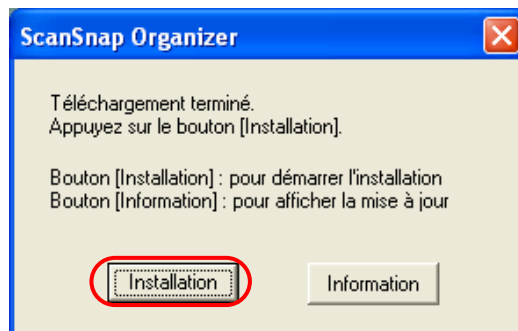 ScanSnap Organizer
Téléchargement terminé.
Appuyez sur le bouton [Installation].
Bouton [Installation] : pour démarrer l'installation
Bouton [Information] : pour afficher la mise à jour
Installation Information